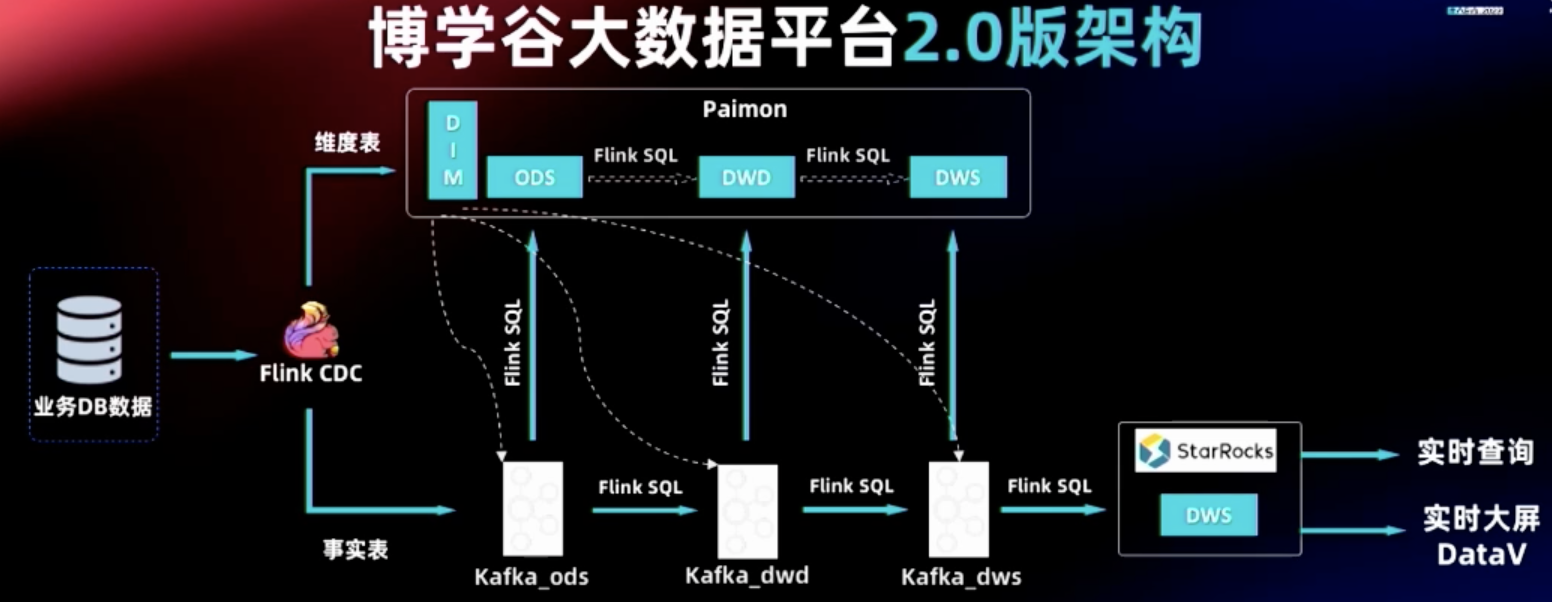 博学谷大数据平台2.0版架构
Paimon
维度表
D
I
M
Flink SQL
Flink SQL
ODS
DWD
DWS
Flink SQL
Flink SQL
Flink SQL
Flink CDC
业务DB数据
StarRocks
实时查询
Flink SQL
Flink SQL
Flink SQL
DWS
实时大屏
DataV
事实表
Kafka_ods
Kafka_dwd
Kafka_dws